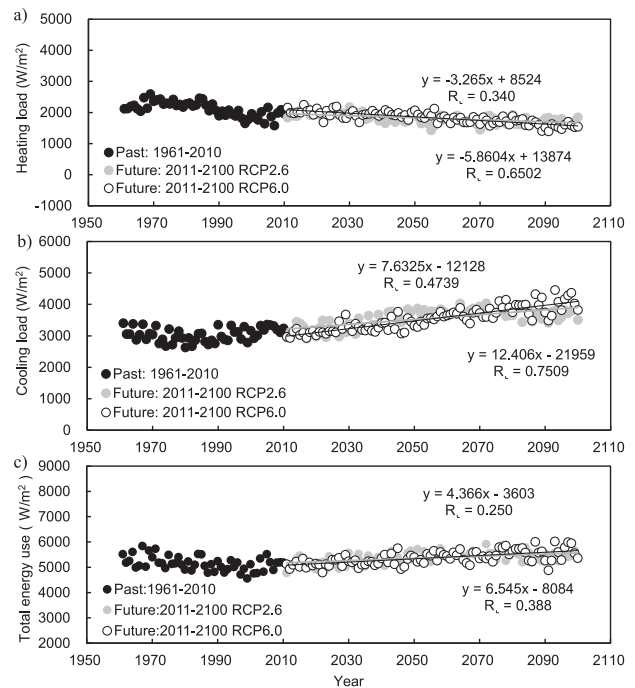 a)
5000
4000
3000
2000
1000
0
-1000
Heating load (W/m²)
y = -3.265x + 8524
R꜀ = 0.340
y = -5.8604x + 13874
R꜀ = 0.6502
Past: 1961-2010
Future: 2011-2100 RCP2.6
Future: 2011-2100 RCP6.0
1950 1970 1990 2010 2030 2050 2070 2090 2110
b)
6000
5000
4000
3000
2000
1000
0
Cooling load (W/m²)
y = 7.6325x - 12128
R꜀ = 0.4739
y = 12.406x - 21959
R꜀ = 0.7509
Past: 1961-2010
Future: 2011-2100 RCP2.6
Future: 2011-2100 RCP6.0
1950 1970 1990 2010 2030 2050 2070 2090 2110
c)
9000
8000
7000
6000
5000
4000
3000
2000
Total energy use ( W/m²)
y = 4.366x - 3603
R꜀ = 0.250
y = 6.545x - 8084
R꜀ = 0.388
Past:1961-2010
Future:2011-2100 RCP2.6
Future:2011-2100 RCP6.0
1950 1970 1990 2010 2030 2050 2070 2090 2110
Year